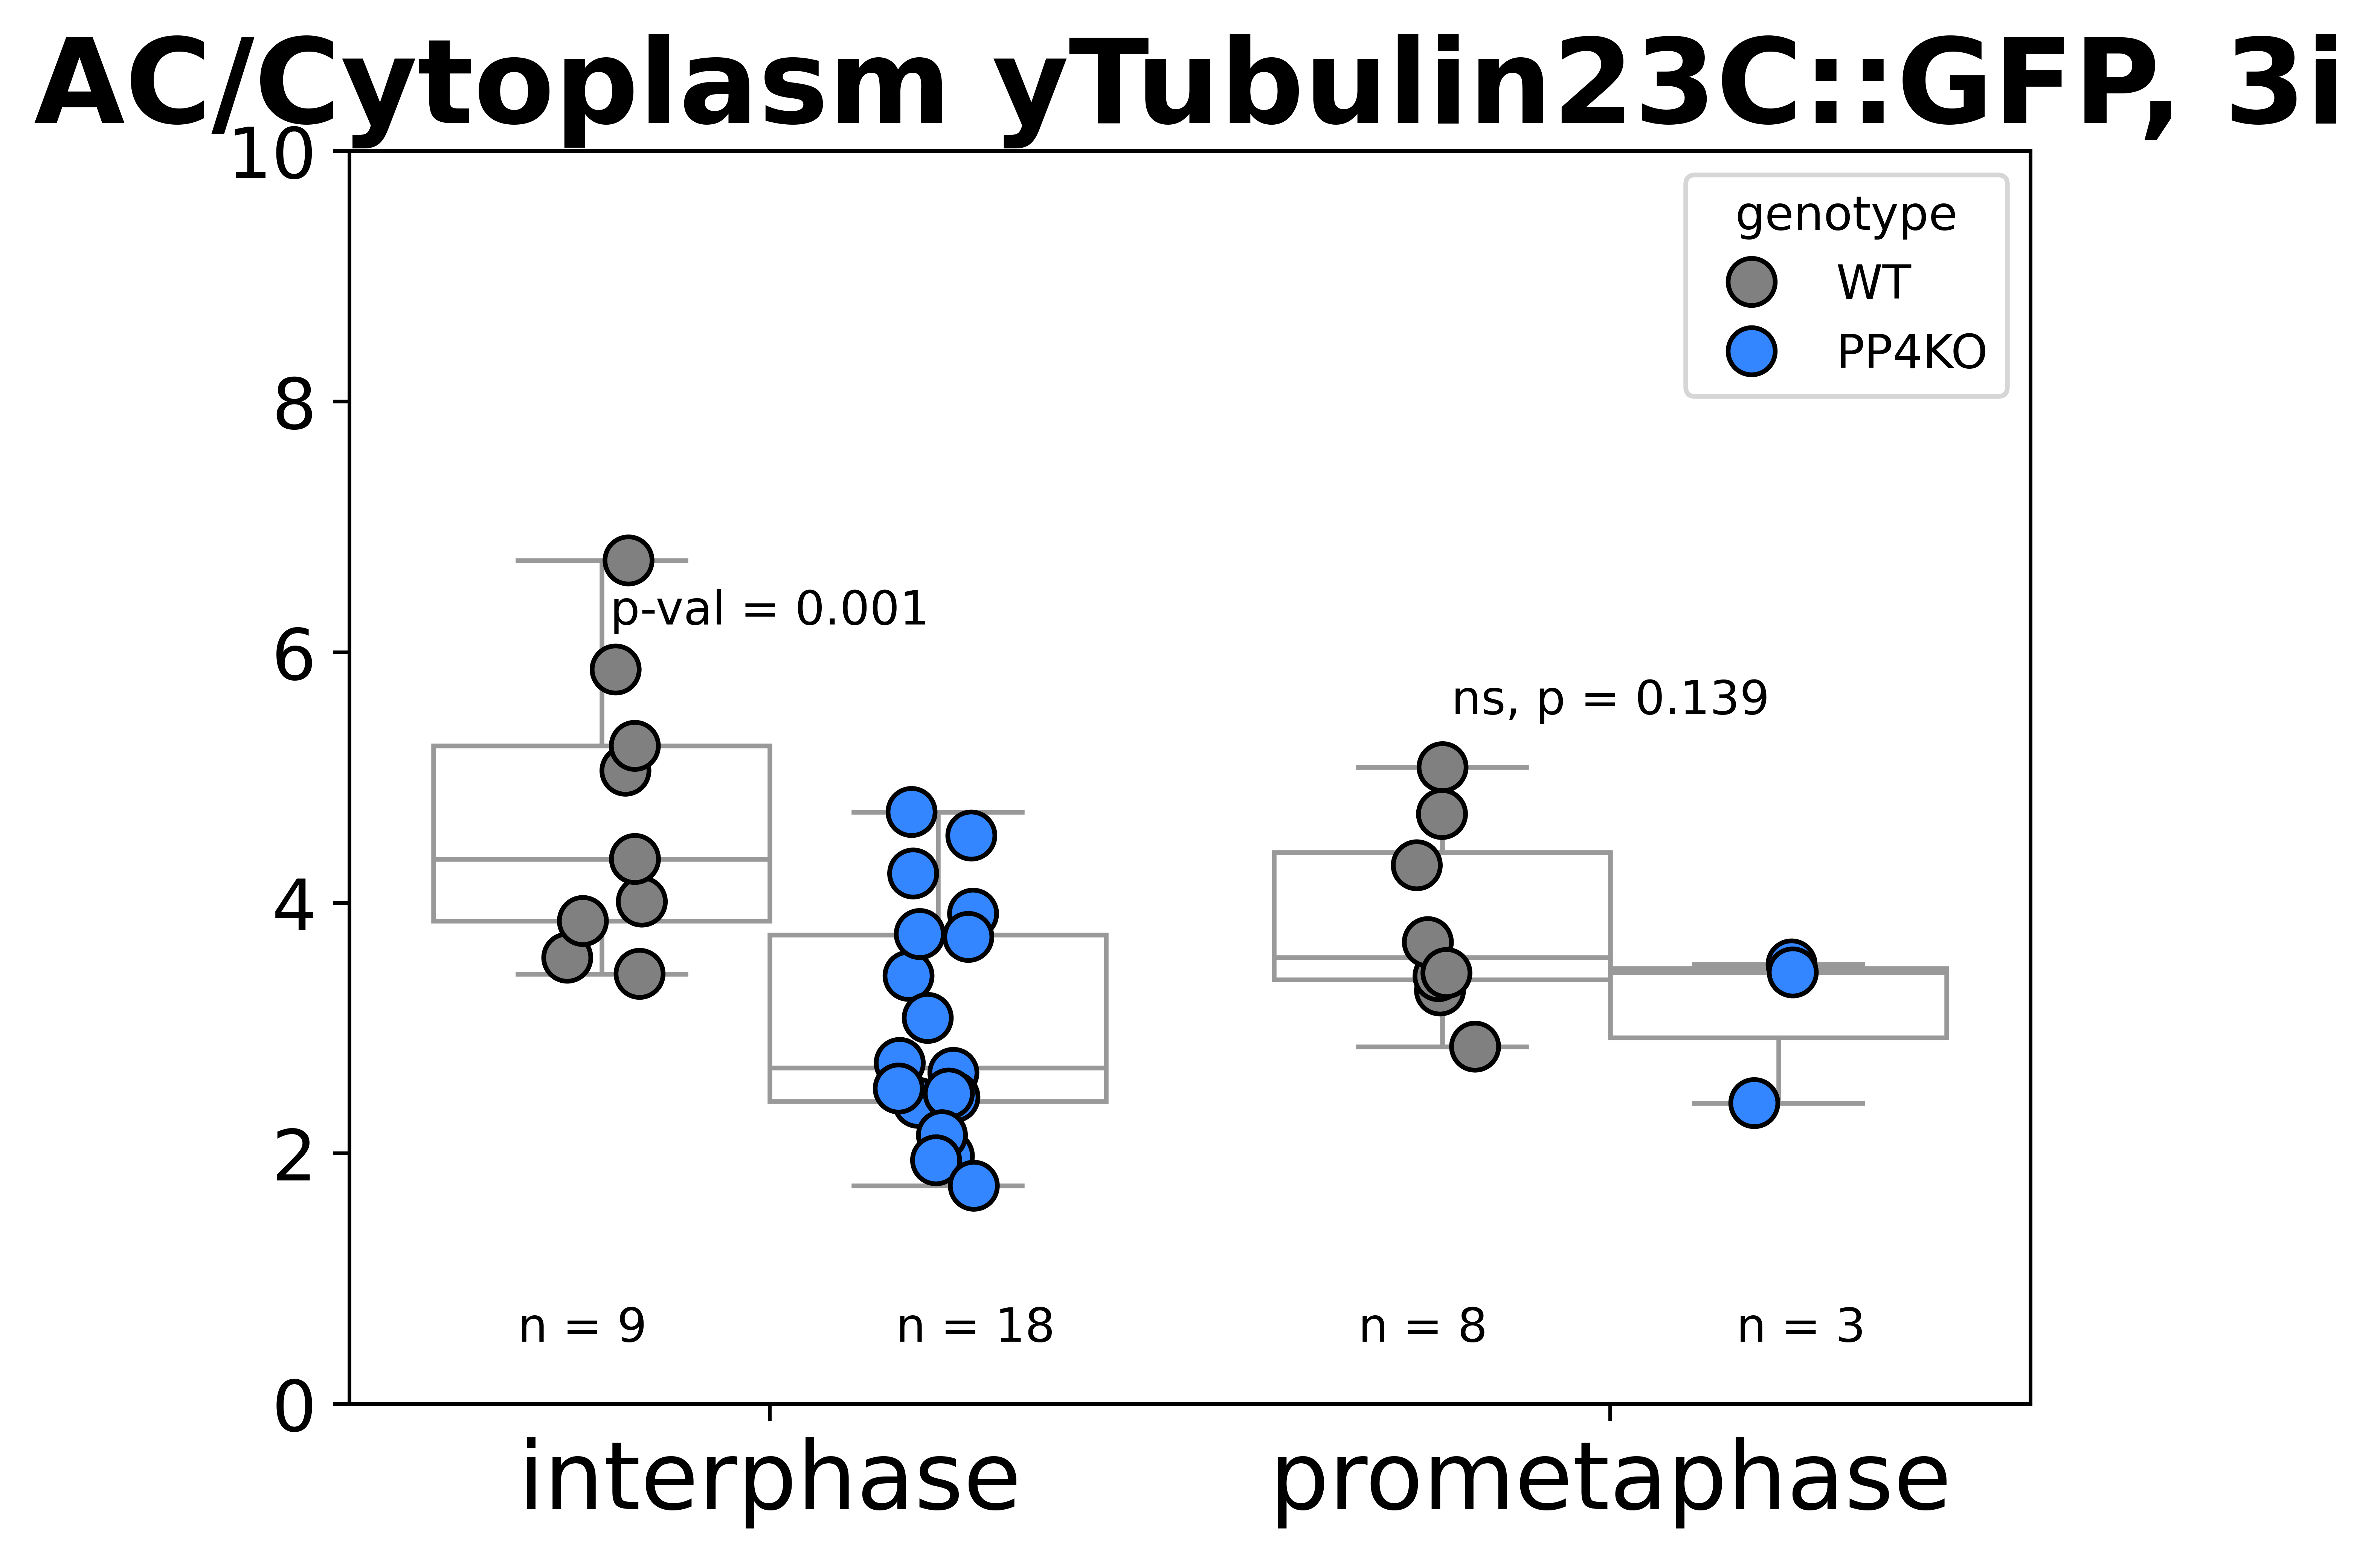 AC/Cytoplasm yTubulin23C::GFP, 3i
10
genotype
WT
PP4KO
8
p-val = 0.001
6
ns, p = 0.139
4
2
n = 9 n = 18 n = 8 n = 3
0
interphase prometaphase